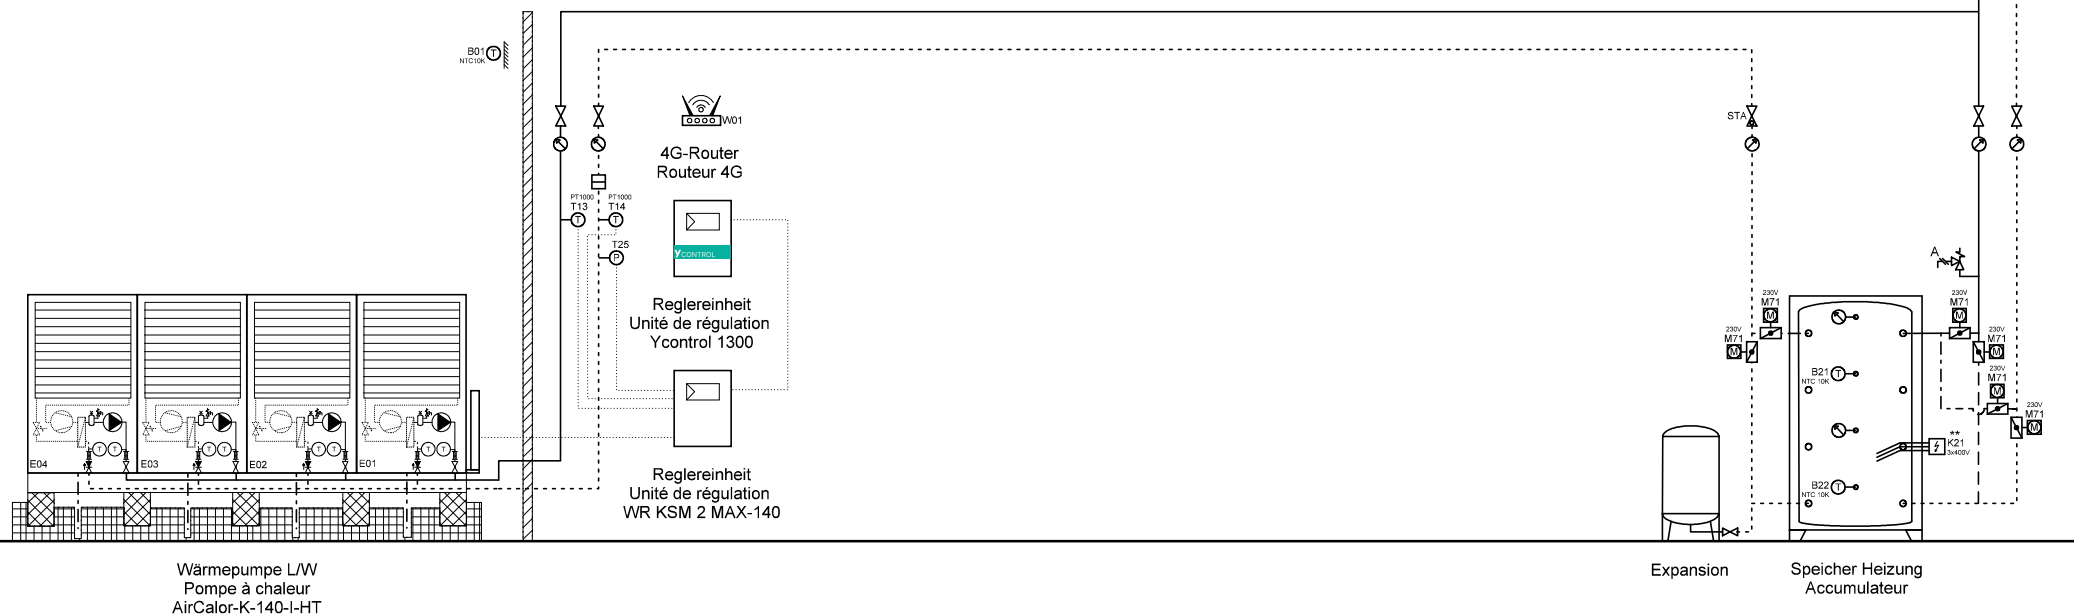 B01
NTC10K
T
W01
4G-Router
Routeur 4G
STA
PT1000
T13
T
PT1000
T14
T
T25
P
YCONTROL
Reglereinheit
Unité de régulation
Ycontrol 1300
Reglereinheit
Unité de régulation
WR KSM 2 MAX-140
E04
T
T
E03
T
T
E02
T
T
E01
T
T
Wärmepumpe L/W
Pompe à chaleur
AirCalor-K-140-I-HT
A
230V
M71
M
230V
M71
M
230V
M71
M
230V
M71
M
230V
M71
M
230V
M71
M
B21
NTC 10K
T
**
K21
3x400V
B22
NTC 10K
T
Expansion
Speicher Heizung
Accumulateur